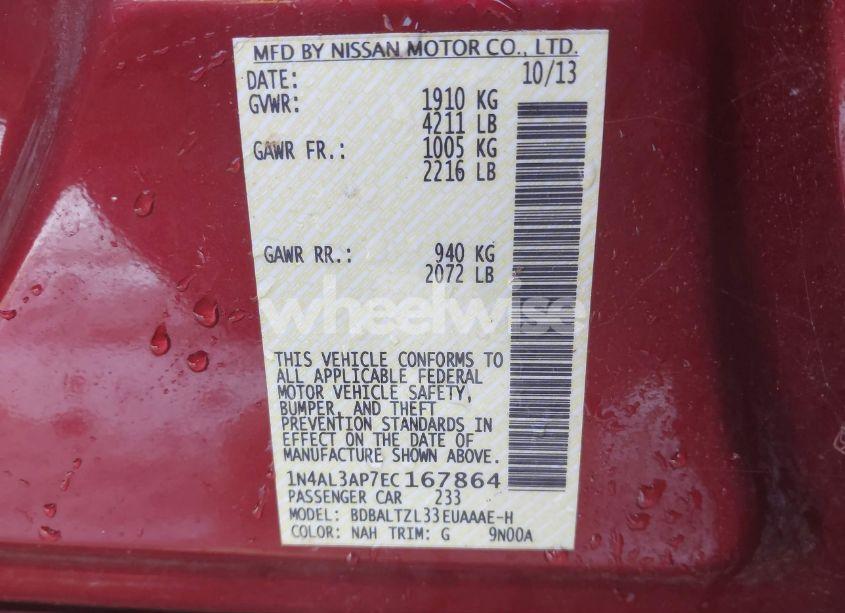 MFD BY NISSAN MOTOR CO., LTD.
DATE: 10/13
GVWR: 1910 KG
4211 LB
GAWR FR.: 1005 KG
2216 LB
GAWR RR.: 940 KG
2072 LB
wheelwise
THIS VEHICLE CONFORMS TO
ALL APPLICABLE FEDERAL
MOTOR VEHICLE SAFETY,
BUMPER, AND THEFT
PREVENTION STANDARDS IN
EFFECT ON THE DATE OF
MANUFACTURE SHOWN ABOVE.
1N4AL3AP7EC167864
PASSENGER CAR 233
MODEL: BDBALTZL33EUAAAE-H
COLOR: NAH TRIM: G 9N00A